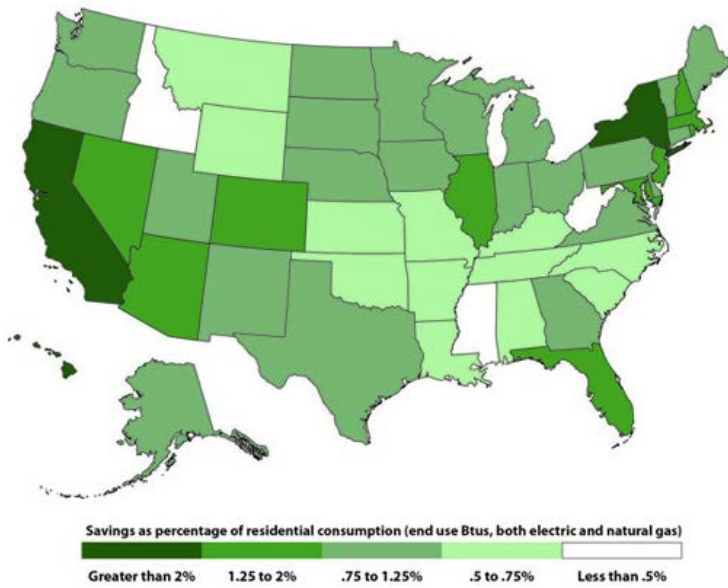 Savings as percentage of residential consumption (end use Btus, both electric and natural gas)
Greater than 2% 1.25 to 2% .75 to 1.25% .5 to .75% Less than .5%